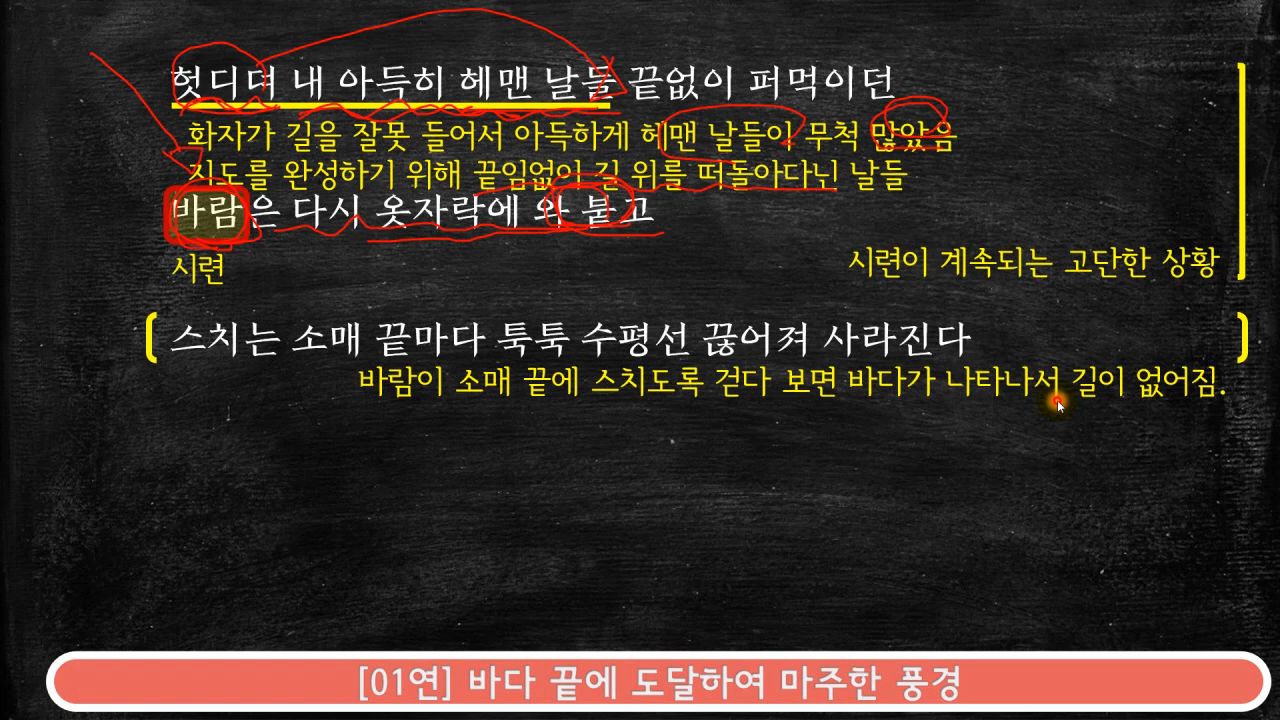 헛디뎌 내 아득히 헤맨 날들 끝없이 퍼먹이던
화자가 길을 잘못 들어서 아득하게 헤맨 날들이 무척 많았음
지도를 완성하기 위해 끝임없이 길 위를 떠돌아다닌 날들
바람은 다시 옷자락에 와 붙고
시련
시련이 계속되는 고단한 상황
스치는 소매 끝마다 툭툭 수평선 끊어져 사라진다
바람이 소매 끝에 스치도록 걷다 보면 바다가 나타나서 길이 없어짐.
[01연] 바다 끝에 도달하여 마주한 풍경